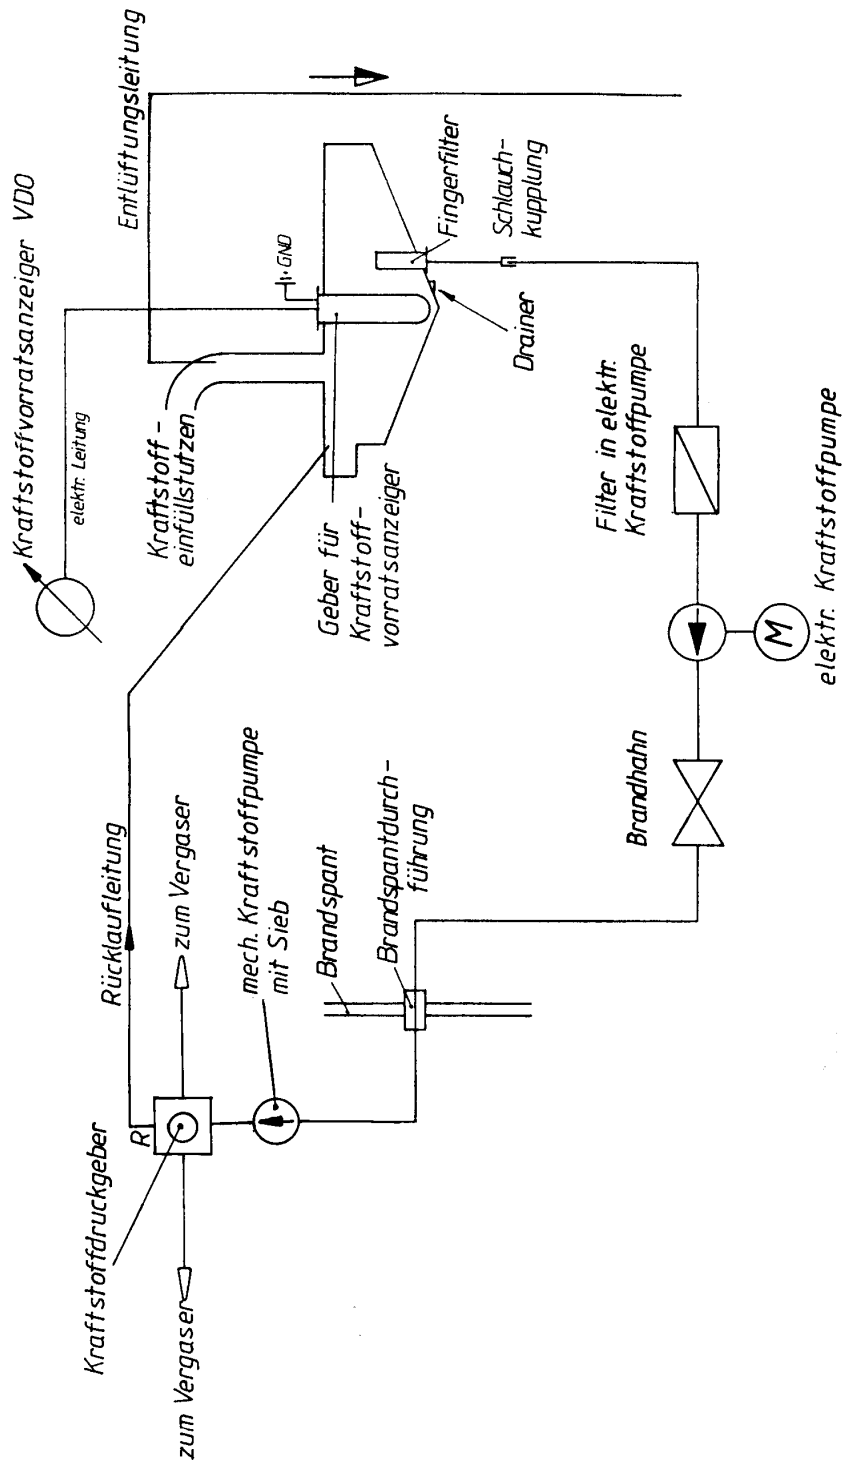 Kraftstoffvorratsanzeiger VDO
elektr. Leitung
Entlüftungsleitung
Kraftstoff-
einfüllstutzen
GND
Geber für
Kraftstoff-
vorratsanzeiger
Fingerfilter
Schlauch-
kupplung
Drainer
Filter in elektr.
Kraftstoffpumpe
M
elektr. Kraftstoffpumpe
Brandhahn
Brandspant
Brandspantdurch-
führung
mech. Kraftstoffpumpe
mit Sieb
Rücklaufleitung
R
zum Vergaser
Kraftstoffdruckgeber
zum Vergaser